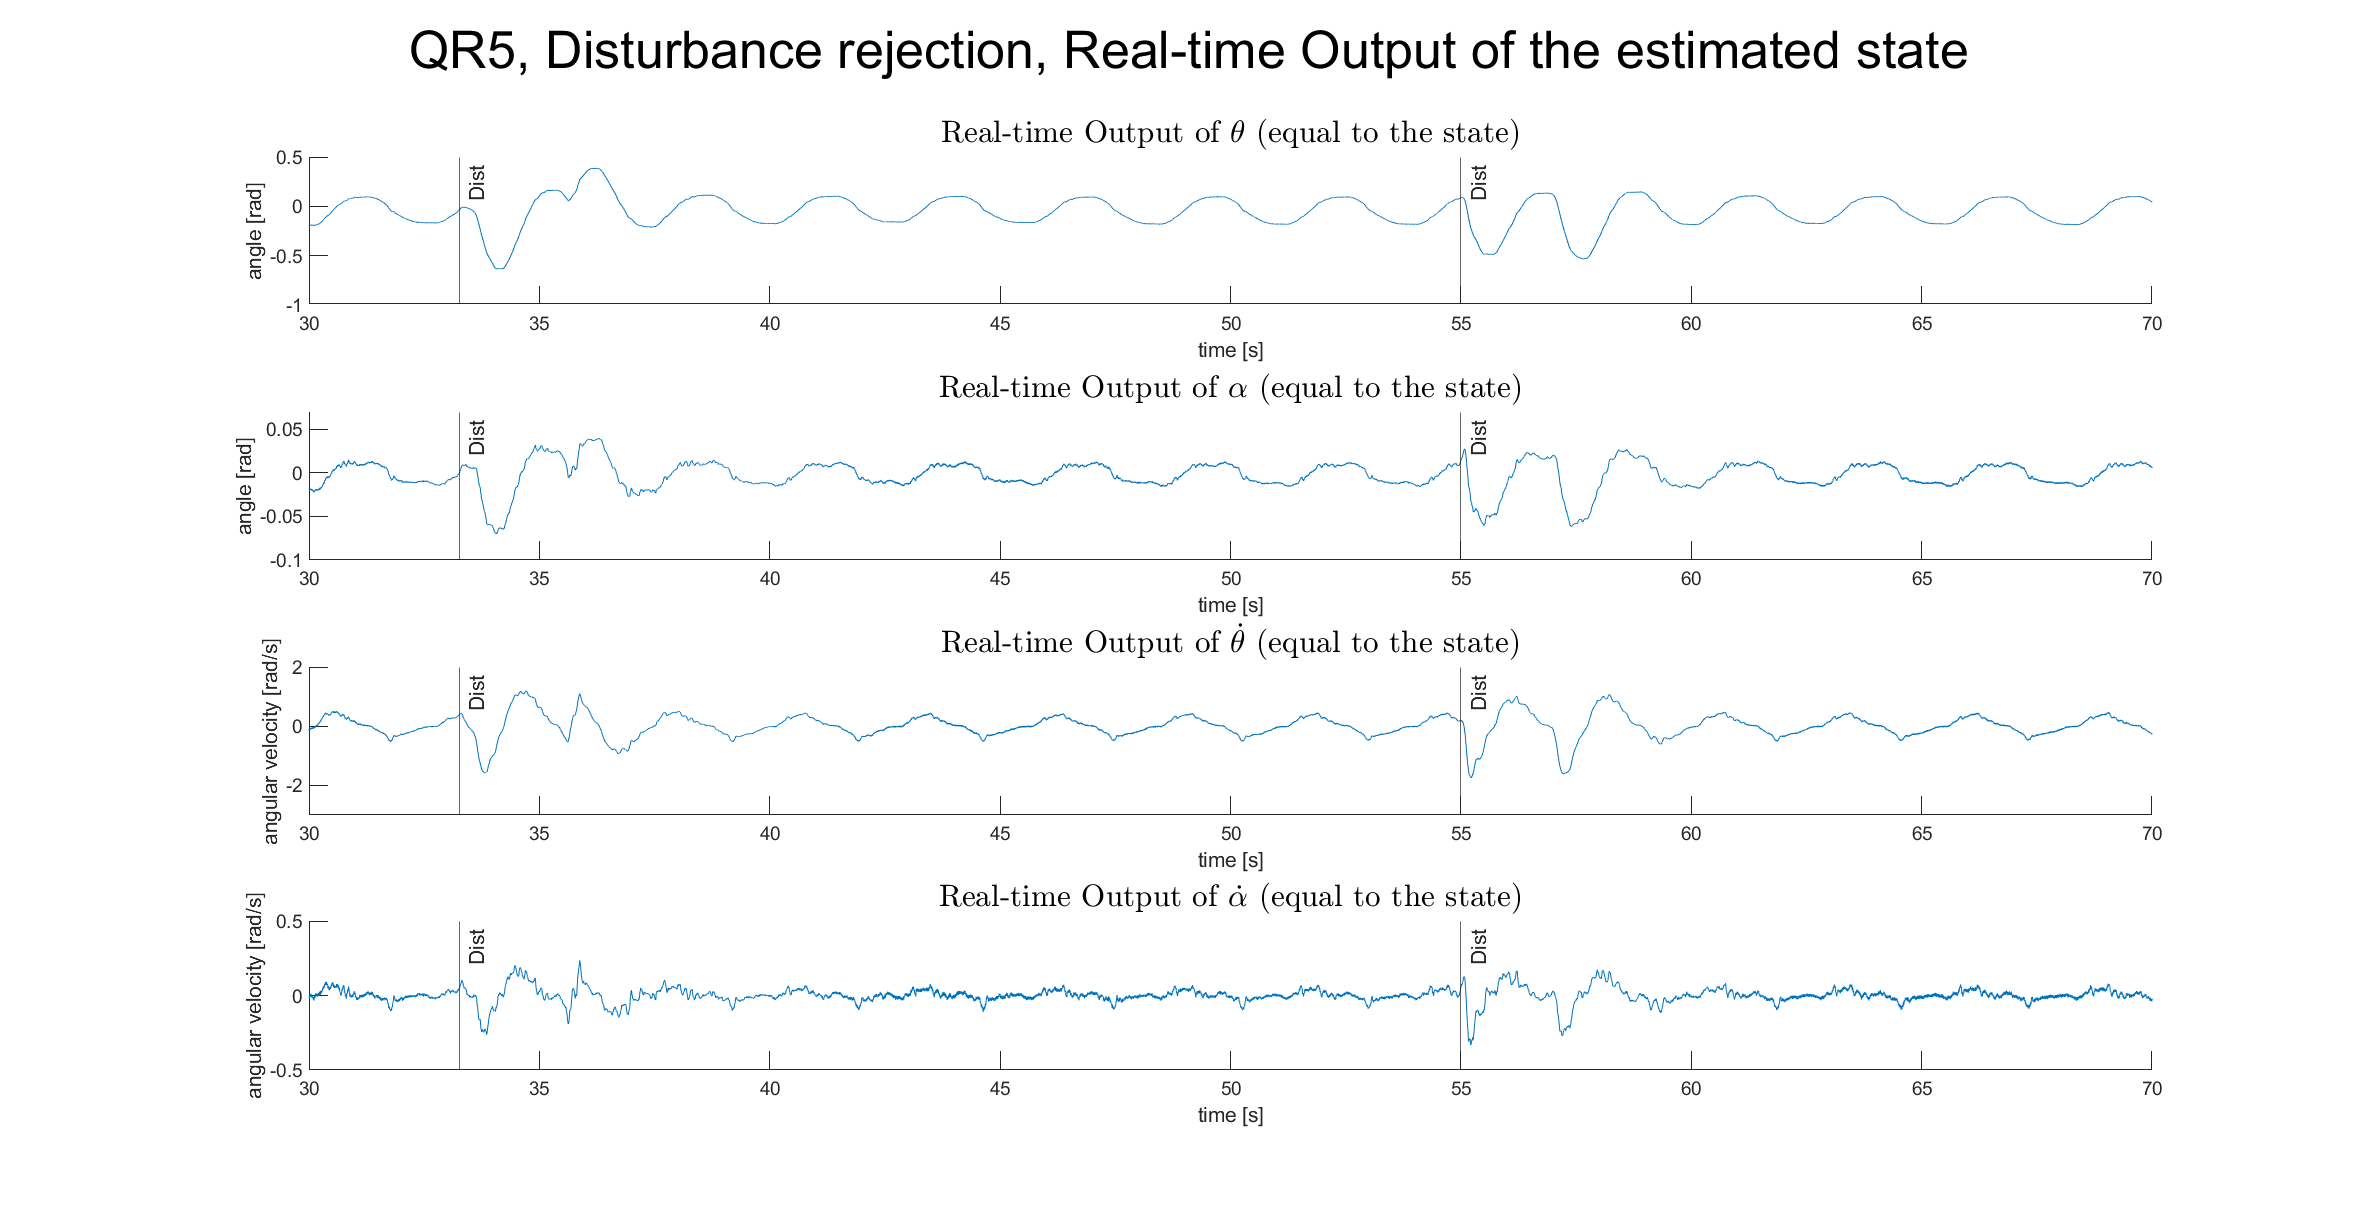 QR5, Disturbance rejection, Real-time Output of the estimated state
Real-time Output of θ (equal to the state)
angle [rad]
0.5
0
-0.5
-1
Dist
Dist
30 35 40 45 50 55 60 65 70
time [s]
Real-time Output of α (equal to the state)
angle [rad]
0.05
0
-0.05
-0.1
Dist
Dist
30 35 40 45 50 55 60 65 70
time [s]
Real-time Output of θ̇ (equal to the state)
angular velocity [rad/s]
2
0
-2
Dist
Dist
30 35 40 45 50 55 60 65 70
time [s]
Real-time Output of α̇ (equal to the state)
angular velocity [rad/s]
0.5
0
-0.5
Dist
Dist
30 35 40 45 50 55 60 65 70
time [s]